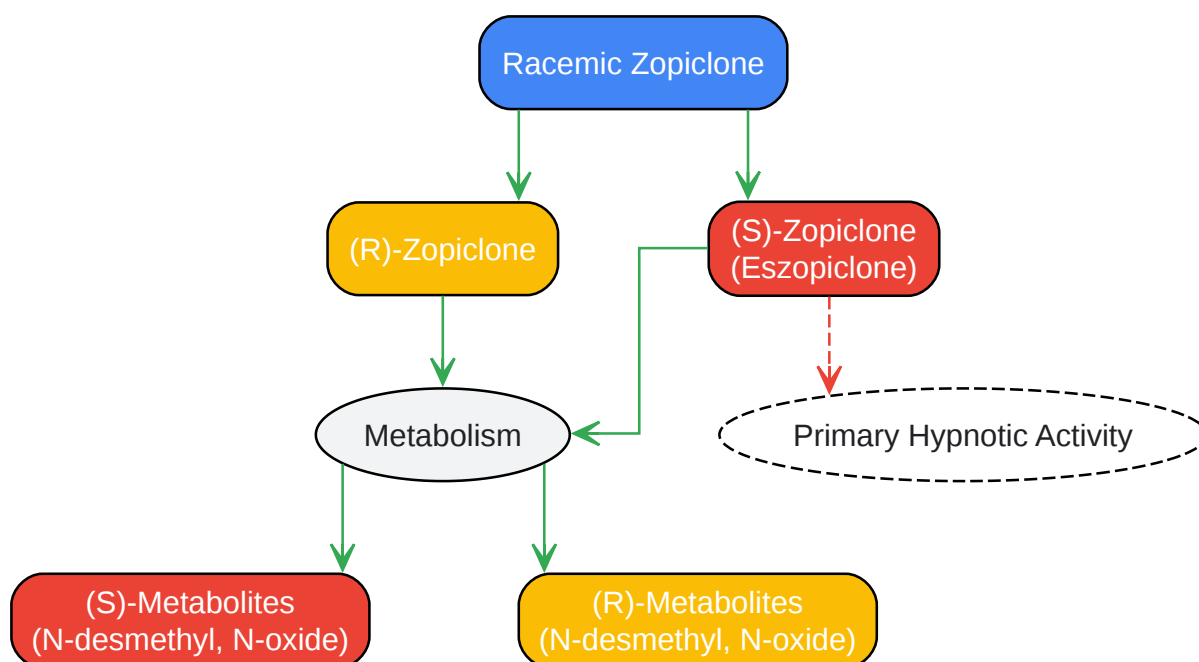 Racemic Zopiclone
(R)-Zopiclone
(S)-Zopiclone
(Eszopiclone)
Metabolism
Primary Hypnotic Activity
(S)-Metabolites
(N-desmethyl, N-oxide)
(R)-Metabolites
(N-desmethyl, N-oxide)